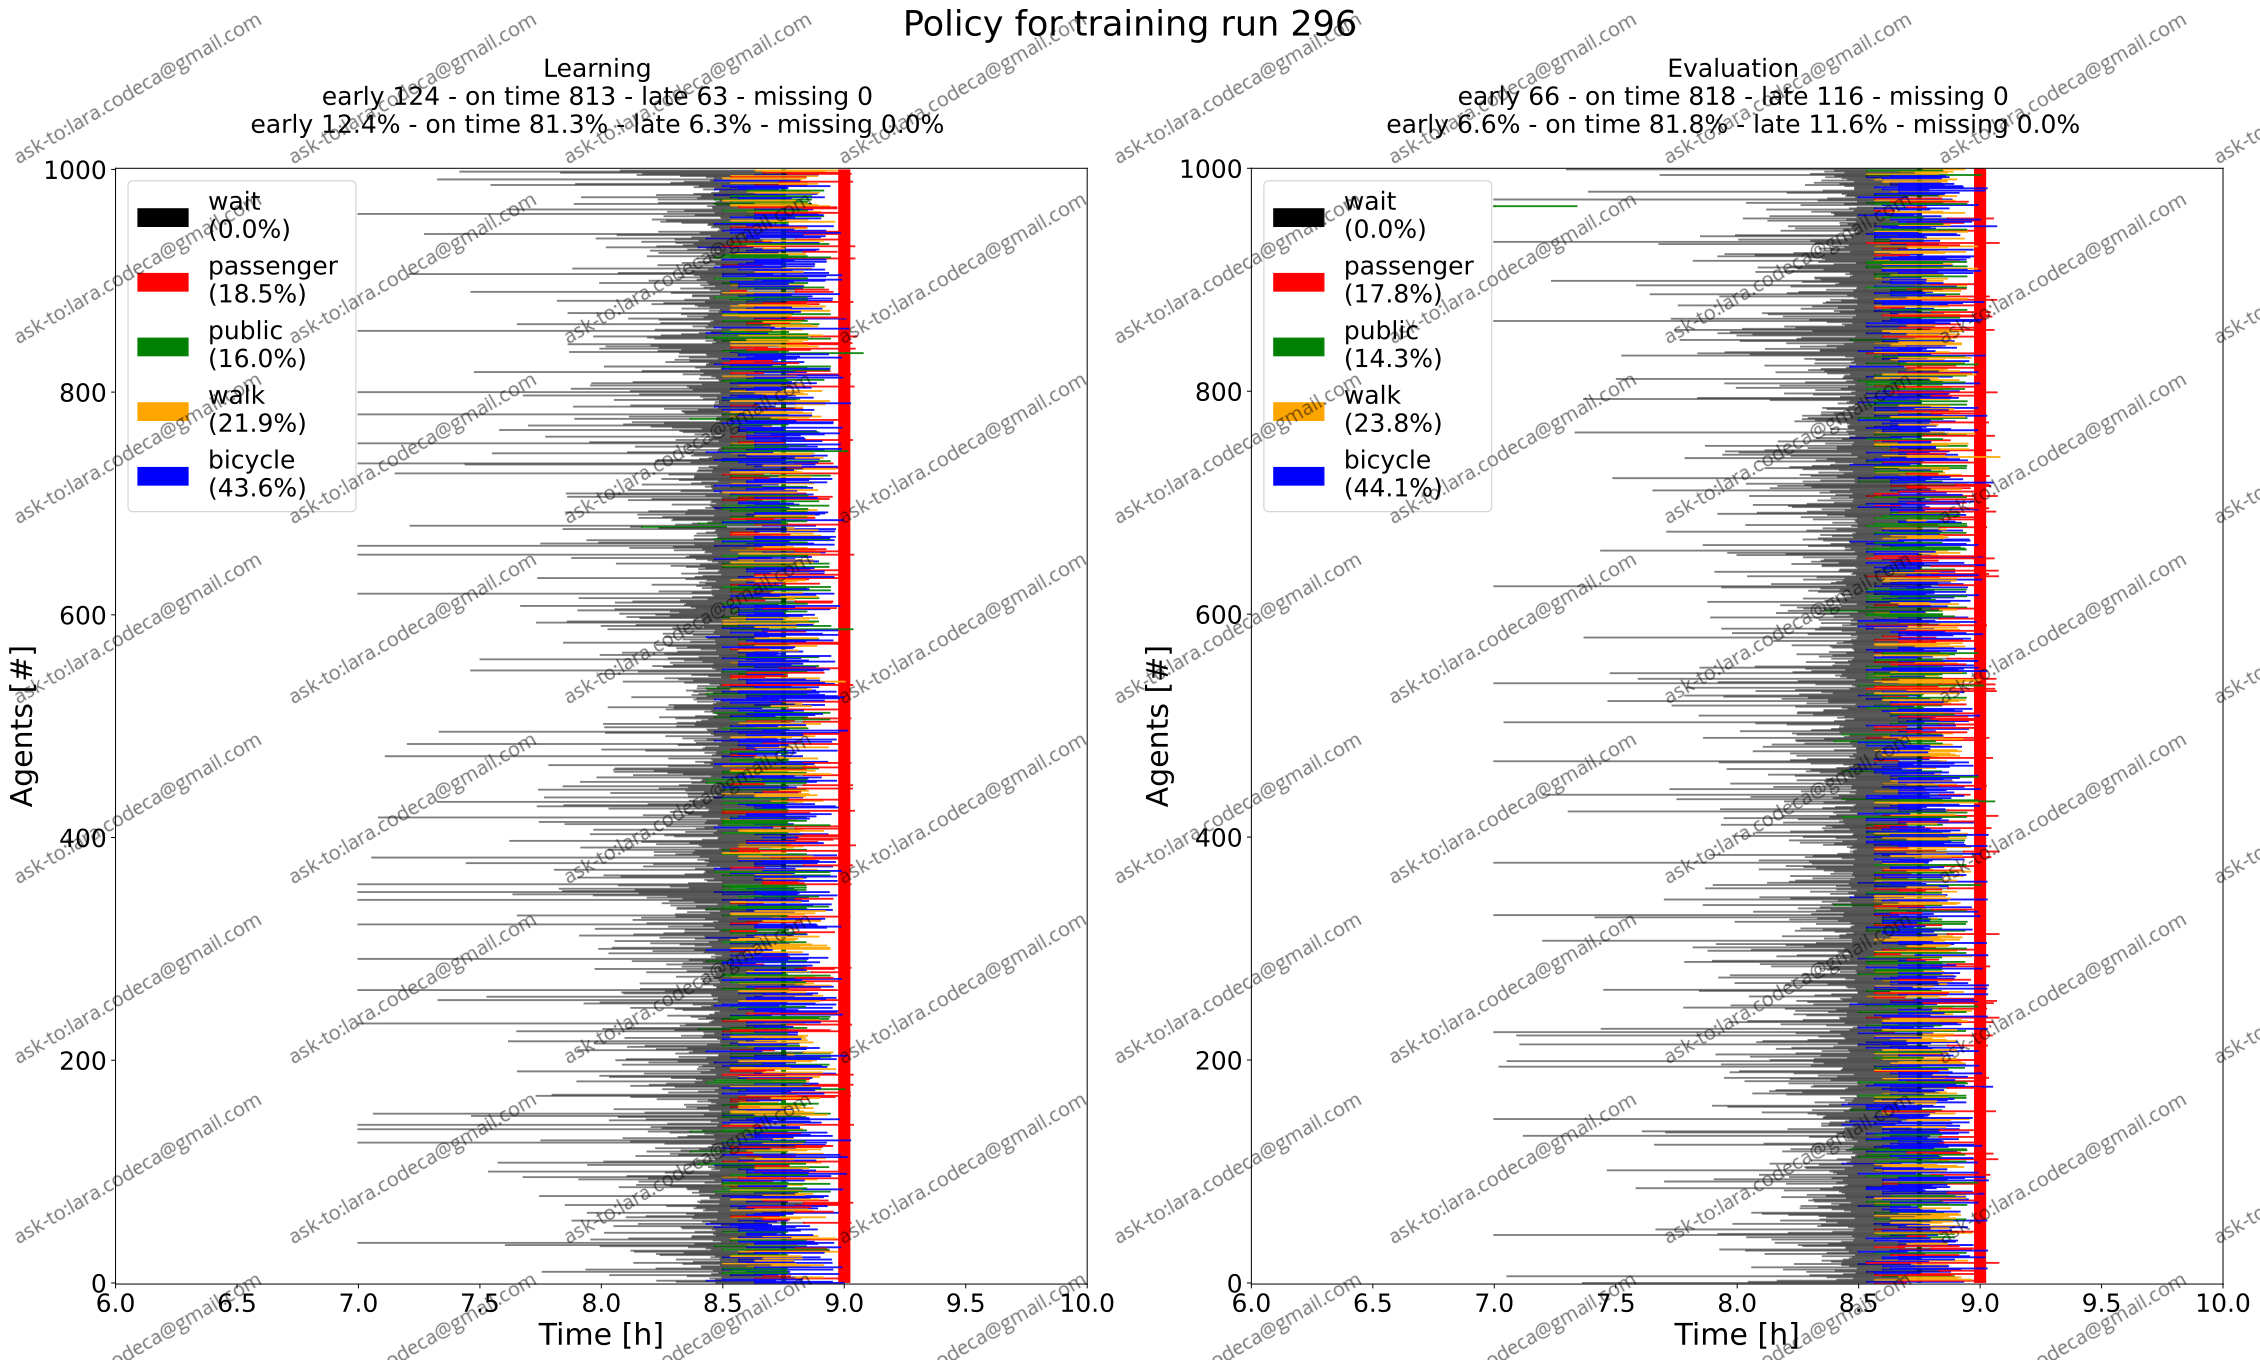 Policy for training run 296
Learning
early 124 - on time 813 - late 63 - missing 0
early 12.4% - on time 81.3% - late 6.3% - missing 0.0%
1000
800
600
400
200
0
Agents [#]
wait
(0.0%)
passenger
(18.5%)
public
(16.0%)
walk
(21.9%)
bicycle
(43.6%)
6.0 6.5 7.0 7.5 8.0 8.5 9.0 9.5 10.0
Time [h]
Evaluation
early 66 - on time 818 - late 116 - missing 0
early 6.6% - on time 81.8% - late 11.6% - missing 0.0%
1000
800
600
400
200
0
Agents [#]
wait
(0.0%)
passenger
(17.8%)
public
(14.3%)
walk
(23.8%)
bicycle
(44.1%)
6.0 6.5 7.0 7.5 8.0 8.5 9.0 9.5 10.0
Time [h]
ask-to:lara.codeca@gmail.com